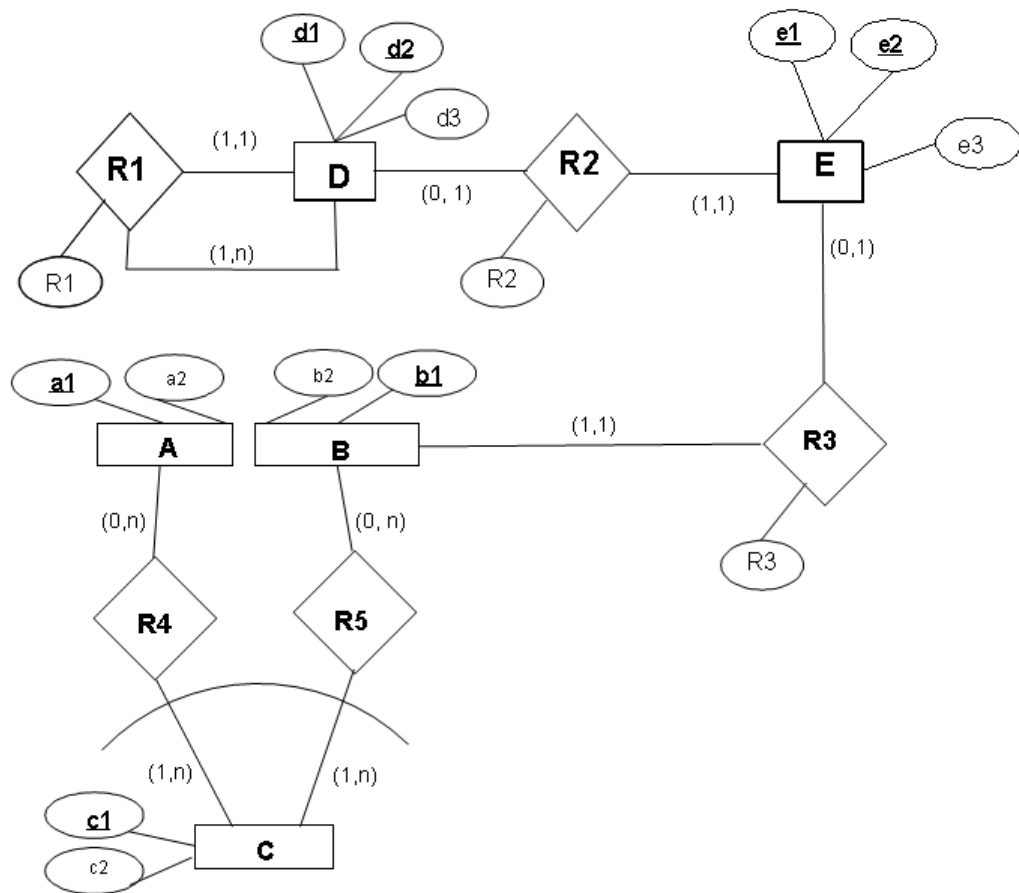 d1
d2
d3
e1
e2
e3
R1
(1,1)
D
(0, 1)
R2
(1,1)
E
(1,n)
(0,1)
R1
R2
a1
a2
b2
b1
A
B
(1,1)
R3
(0,n)
(0, n)
R3
R4
R5
(1,n)
(1,n)
c1
C
c2